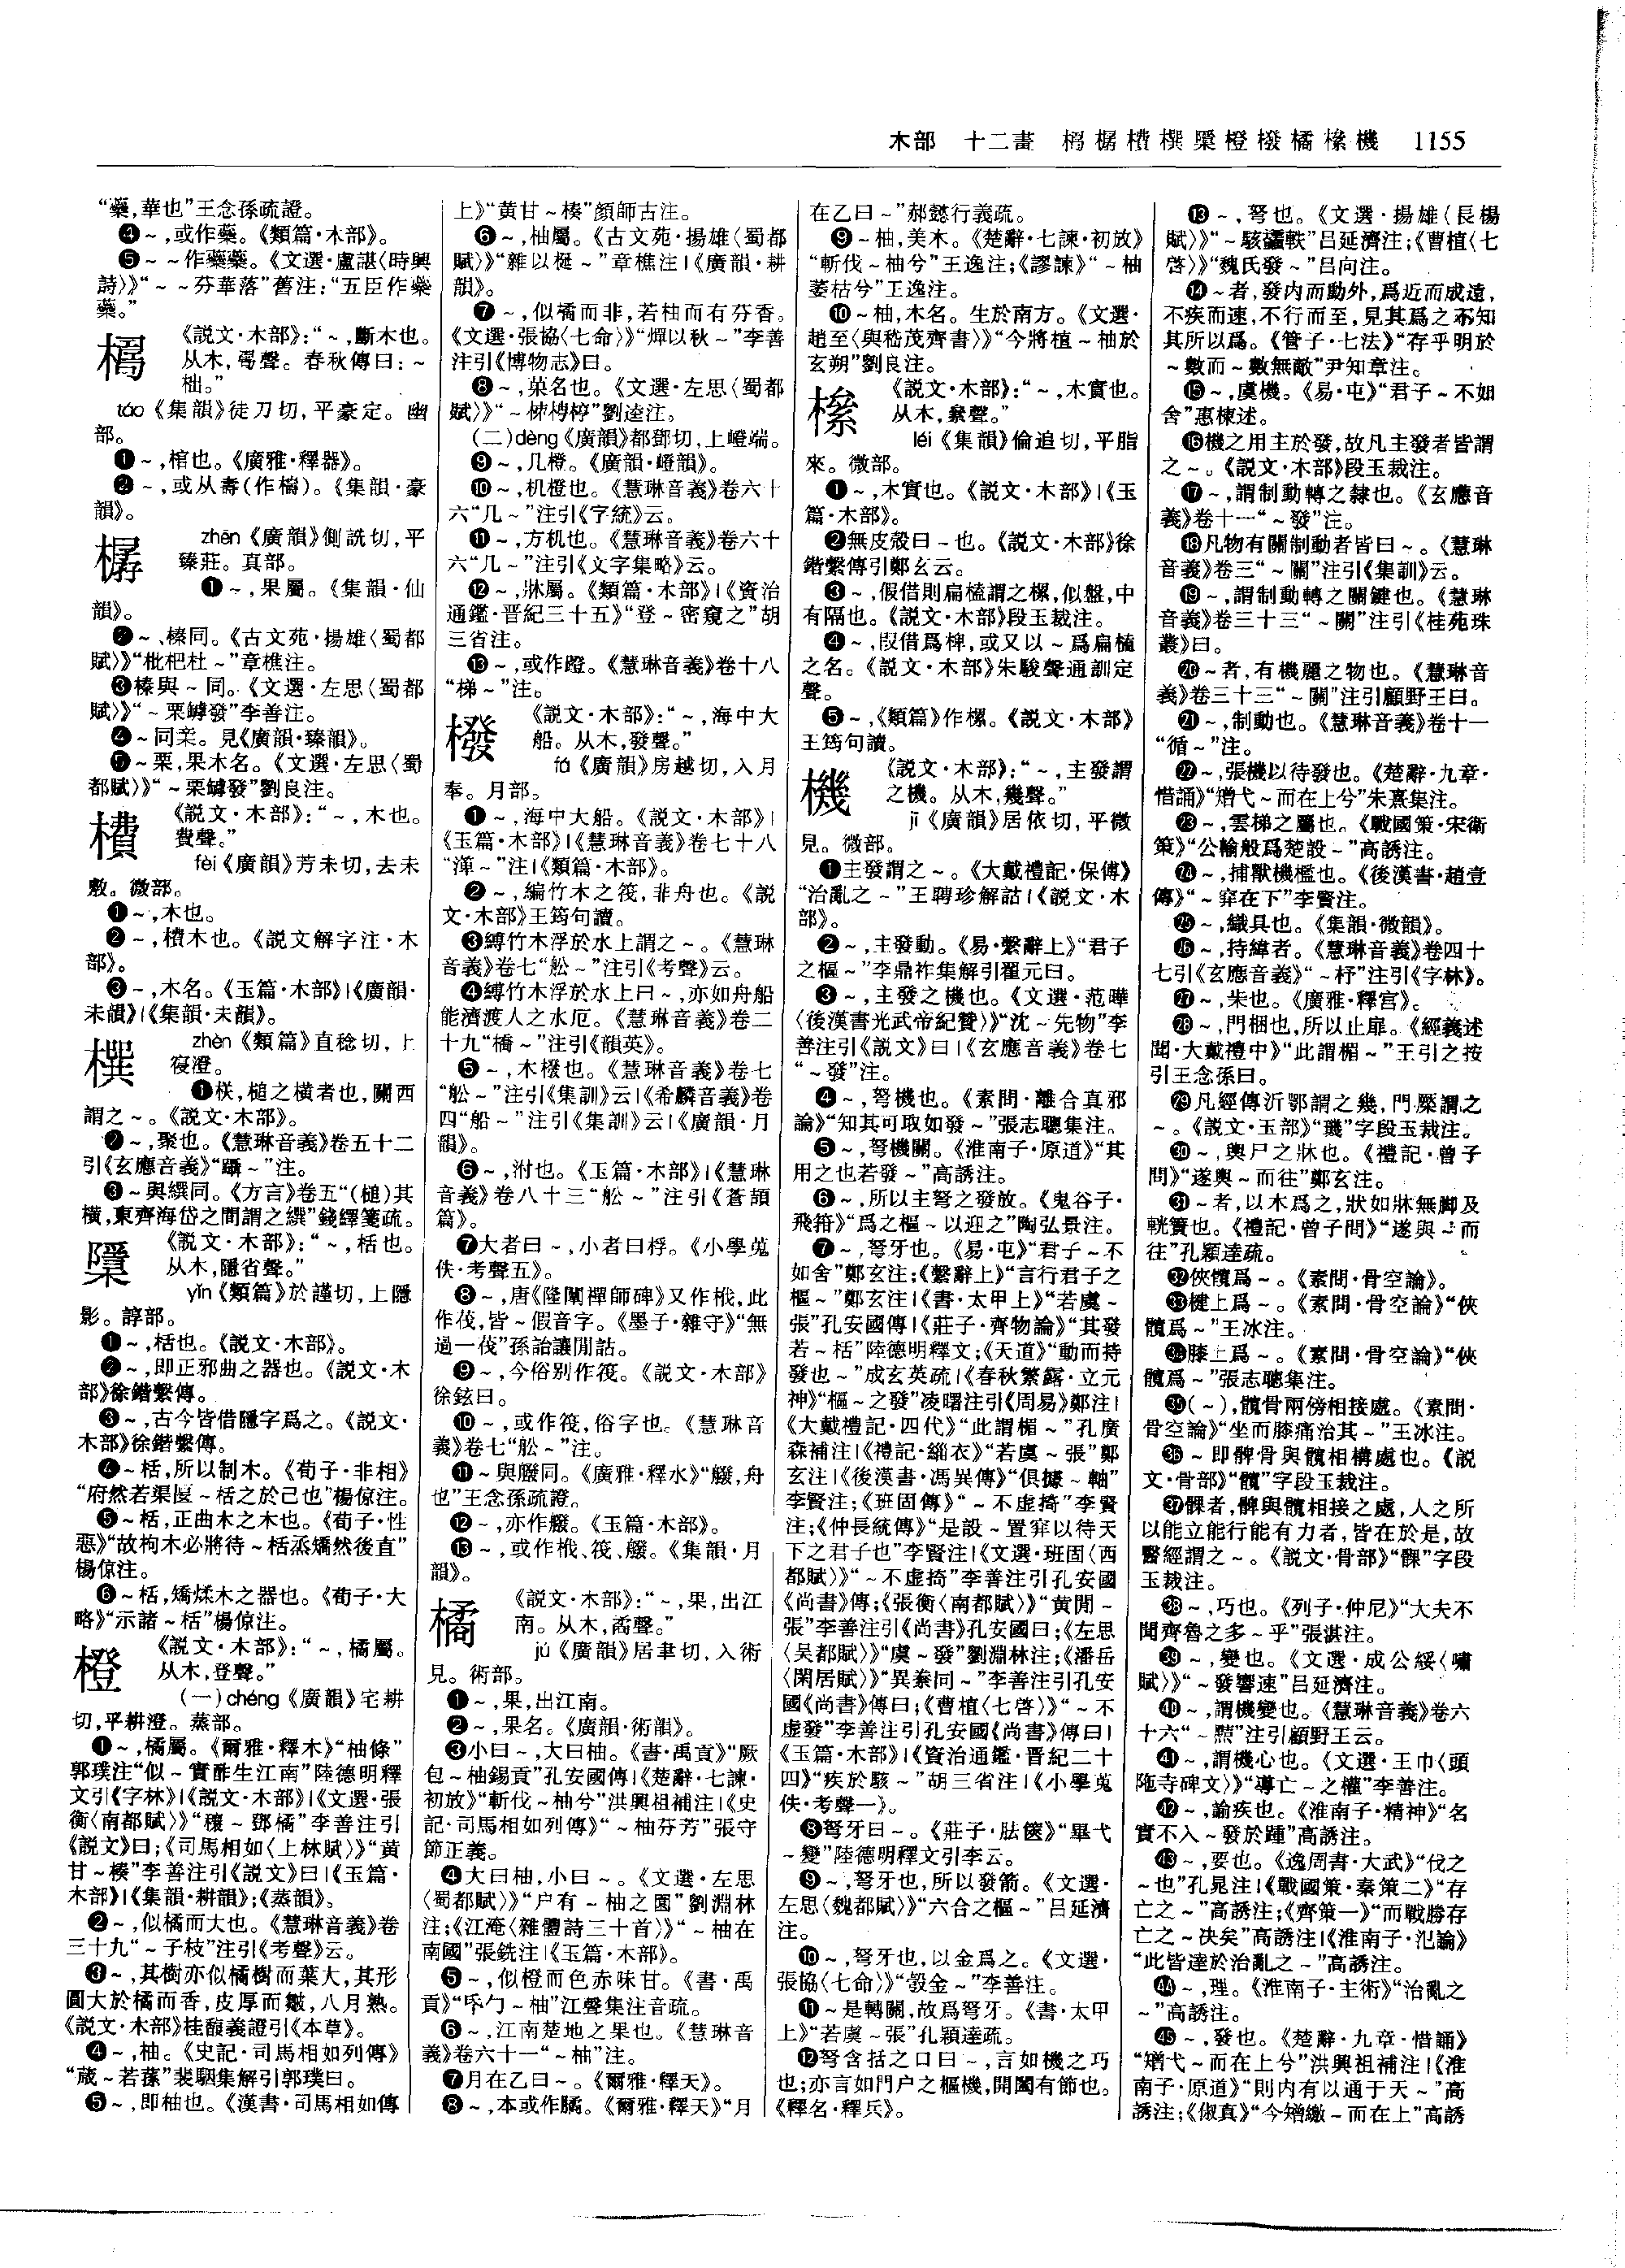 木部　十二畫　樢椐樻樼檃橙橃橘樏機　1155
“蘂,華也”王念孫疏證。
❹～,或作蘂。《類篇·木部》。
❺～～作蘂蘂。《文選·盧諶〈時興
詩〉》“～～芬華落”舊注:“五臣作蘂
蘂。”
《説文·木部》:“～,斷木也。
从木,𠷎聲。春秋傳曰:～
柮。”
táo《集韻》徒刀切,平豪定。幽
部。
❶～,棺也。《廣雅·釋器》。
❷～,或从壽(作檮)。《集韻·豪
韻》。
zhēn《廣韻》側詵切,平
臻莊。真部。
❶～,果屬。《集韻·仙
韻》。
❷～、榛同。《古文苑·揚雄〈蜀都
賦〉》“枇杷杜～”章樵注。
❸榛與～同。《文選·左思〈蜀都
賦〉》“～栗罅發”李善注。
❹～同亲。見《廣韻·臻韻》。
❺～栗,果木名。《文選·左思〈蜀
都賦〉》“～栗罅發”劉良注。
《説文·木部》:“～,木也。
費聲。”
fèi《廣韻》芳未切,去未
敷。微部。
❶～,木也。
❷～,櫕木也。《説文解字注·木
部》。
❸～,木名。《玉篇·木部》|《廣韻·
未韻》|《集韻·未韻》。
橏
zhèn《類篇》直稔切,上
寑澄。
❶栚,槌之横者也,關西
謂之～。《説文·木部》。
❷～,聚也。《慧琳音義》卷五十二
引《玄應音義》“躡～”注。
❸～與繏同。《方言》卷五“(槌)其
横,東齊海岱之間謂之繏”錢繹箋疏。
檃
《説文·木部》:“～,栝也。
从木,隱省聲。”
yǐn《類篇》於謹切,上隱
影。諄部。
❶～,栝也。《説文·木部》。
❷～,即正邪曲之器也。《説文·木
部》徐鍇繫傳。
❸～,古今皆借隱字爲之。《説文·
木部》徐鍇繫傳。
❹～栝,所以制木。《荀子·非相》
“府然若渠匽～栝之於己也”楊倞注。
❺～栝,正曲木之木也。《荀子·性
惡》“故枸木必將待～栝烝矯然後直”
楊倞注。
❻～栝,矯煣木之器也。《荀子·大
略》“示諸～栝”楊倞注。
橙
《説文·木部》:“～,橘屬。
从木,登聲。”
(一)chéng《廣韻》宅耕
切,平耕澄。蒸部。
❶～,橘屬。《爾雅·釋木》“柚條”
郭璞注“似～實酢生江南”陸德明釋
文引《字林》|《説文·木部》|《文選·張
衡〈南都賦〉》“穰～鄧橘”李善注引
《説文》曰;《司馬相如〈上林賦〉》“黄
甘～楱”李善注引《説文》曰|《玉篇·
木部》|《集韻·耕韻》;《蒸韻》。
❷～,似橘而大也。《慧琳音義》卷
三十九“～子枝”注引《考聲》云。
❸～,其樹亦似橘樹而葉大,其形
圓大於橘而香,皮厚而皺,八月熟。
《説文·木部》桂馥義證引《本草》。
❹～,柚。《史記·司馬相如列傳》
“葴～若蓀”裴駰集解引郭璞曰。
❺～,即柚也。《漢書·司馬相如傳
上》“黄甘～楱”顔師古注。
❻～,柚屬。《古文苑·揚雄〈蜀都
賦〉》“雜以梴～”章樵注|《廣韻·耕
韻》。
❼～,似橘而非,若柚而有芬香。
《文選·張協〈七命〉》“燀以秋～”李善
注引《博物志》曰。
❽～,菓名也。《文選·左思〈蜀都
賦〉》“～柹梬楟”劉逵注。
(二)dèng《廣韻》都鄧切,上嶝端。
❾～,几橙。《廣韻·嶝韻》。
❿～,机橙也。《慧琳音義》卷六十
六“几～”注引《字統》云。
⓫～,方机也。《慧琳音義》卷六十
六“几～”注引《文字集略》云。
⓬～,牀屬。《類篇·木部》|《資治
通鑑·晉紀三十五》“登～密窺之”胡
三省注。
⓭～,或作蹬。《慧琳音義》卷十八
“梯～”注。
橃
《説文·木部》:“～,海中大
船。从木,發聲。”
fá《廣韻》房越切,入月
奉。月部。
❶～,海中大船。《説文·木部》|
《玉篇·木部》|《慧琳音義》卷七十八
“簰～”注|《類篇·木部》。
❷～,編竹木之筏,非舟也。《説
文·木部》王筠句讀。
❸縛竹木浮於水上謂之～。《慧琳
音義》卷七“舩～”注引《考聲》云。
❹縛竹木浮於水上曰～,亦如舟船
能濟渡人之水厄。《慧琳音義》卷二
十九“橋～”注引《韻英》。
❺～,木橃也。《慧琳音義》卷七
“舩～”注引《集訓》云|《希麟音義》卷
四“船～”注引《集訓》云|《廣韻·月
韻》。
❻～,泭也。《玉篇·木部》|《慧琳
音義》卷八十三“舩～”注引《蒼頡
篇》。
❼大者曰～,小者曰桴。《小學蒐
佚·考聲五》。
❽～,唐《隆闡禪師碑》又作栰,此
作伐,皆～假音字。《墨子·雜守》“無
過一伐”孫詒讓閒詁。
❾～,今俗别作筏。《説文·木部》
徐鉉曰。
❿～,或作筏,俗字也。《慧琳音
義》卷七“舩～”注。
⓫～與艬同。《廣雅·釋水》“艬,舟
也”王念孫疏證。
⓬～,亦作艬。《玉篇·木部》。
⓭～,或作栰、筏、艬。《集韻·月
韻》。
橘
《説文·木部》:“～,果,出江
南。从木,矞聲。”
jú《廣韻》居聿切,入術
見。術部。
❶～,果,出江南。
❷～,果名。《廣韻·術韻》。
❸小曰～,大曰柚。《書·禹貢》“厥
包～柚錫貢”孔安國傳|《楚辭·七諫·
初放》“斬伐～柚兮”洪興祖補注|《史
記·司馬相如列傳》“～柚芬芳”張守
節正義。
❹大曰柚,小曰～。《文選·左思
〈蜀都賦〉》“户有～柚之園”劉淵林
注;《江淹〈雜體詩三十首〉》“～柚在
南國”張銑注|《玉篇·木部》。
❺～,似橙而色赤味甘。《書·禹
貢》“氒勹～柚”江聲集注音疏。
❻～,江南楚地之果也。《慧琳音
義》卷六十一“～柚”注。
❼月在乙曰～。《爾雅·釋天》。
❽～,本或作䮘。《爾雅·釋天》“月
在乙曰～”郝懿行義疏。
❾～柚,美木。《楚辭·七諫·初放》
“斬伐～柚兮”王逸注;《謬諫》“～柚
萎枯兮”王逸注。
❿～柚,木名。生於南方。《文選·
趙至〈與嵇茂齊書〉》“今將植～柚於
玄朔”劉良注。
《説文·木部》:“～,木實也。
从木,絫聲。”
léi《集韻》倫追切,平脂
來。微部。
❶～,木實也。《説文·木部》|《玉
篇·木部》。
❷無皮殼曰～也。《説文·木部》徐
鍇繫傳引鄭玄云。
❸～,假借則扁榼謂之樏,似盤,中
有隔也。《説文·木部》段玉裁注。
❹～,叚借爲椑,或又以～爲扁榼
之名。《説文·木部》朱駿聲通訓定
聲。
❺～,《類篇》作樏。《説文·木部》
王筠句讀。
機
《説文·木部》:“～,主發謂
之機。从木,幾聲。”
jī《廣韻》居依切,平微
見。微部。
❶主發謂之～。《大戴禮記·保傅》
“治亂之～”王聘珍解詁|《説文·木
部》。
❷～,主發動。《易·繫辭上》“君子
之樞～”李鼎祚集解引翟元曰。
❸～,主發之機也。《文選·范曄
〈後漢書光武帝紀贊〉》“沈～先物”李
善注引《説文》曰|《玄應音義》卷七
“～發”注。
❹～,弩機也。《素問·離合真邪
論》“知其可取如發～”張志聰集注。
❺～,弩機關。《淮南子·原道》“其
用之也若發～”高誘注。
❻～,所以主弩之發放。《鬼谷子·
飛箝》“爲之樞～以迎之”陶弘景注。
❼～,弩牙也。《易·屯》“君子～不
如舍”鄭玄注;《繫辭上》“言行君子之
樞～”鄭玄注|《書·太甲上》“若虞～
張”孔安國傳|《莊子·齊物論》“其發
若～栝”陸德明釋文;《天道》“動而持
發也～”成玄英疏|《春秋繁露·立元
神》“樞～之發”凌曙注引《周易》鄭注|
《大戴禮記·四代》“此謂楣～”孔廣
森補注|《禮記·緇衣》“若虞～張”鄭
玄注|《後漢書·馮異傳》“俱據～軸”
李賢注;《班固傳》“～不虚掎”李賢
注;《仲長統傳》“是設～置穽以待天
下之君子也”李賢注|《文選·班固〈西
都賦〉》“～不虚掎”李善注引孔安國
《尚書》傳;《張衡〈南都賦〉》“黄閒～
張”李善注引《尚書》孔安國曰;《左思
〈吴都賦〉》“虞～發”劉淵林注;《潘岳
〈閑居賦〉》“異絭同～”李善注引孔安
國《尚書》傳曰;《曹植〈七啓〉》“～不
虚發”李善注引孔安國《尚書》傳曰|
《玉篇·木部》|《資治通鑑·晉紀二十
四》“疾於駭～”胡三省注|《小學蒐
佚·考聲一》。
❽弩牙曰～。《莊子·胠篋》“畢弋
～變”陸德明釋文引李云。
❾～,弩牙也,所以發箭。《文選·
左思〈魏都賦〉》“六合之樞～”吕延濟
注。
❿～,弩牙也,以金爲之。《文選·
張協〈七命〉》“彀金～”李善注。
⓫～是轉關,故爲弩牙。《書·太甲
上》“若虞～張”孔穎達疏。
⓬弩含括之口曰～,言如機之巧
也;亦言如門户之樞機,開闔有節也。
《釋名·釋兵》。
⓭～,弩也。《文選·揚雄〈長楊
賦〉》“～駭蠭軼”吕延濟注;《曹植〈七
啓〉》“魏氏發～”吕向注。
⓮～者,發内而動外,爲近而成遠,
不疾而速,不行而至,見其爲之不知
其所以爲。《管子·七法》“存乎明於
～數而～數無敵”尹知章注。
⓯～,虞機。《易·屯》“君子～不如
舍”惠棟述。
⓰機之用主於發,故凡主發者皆謂
之～。《説文·木部》段玉裁注。
⓱～,謂制動轉之隸也。《玄應音
義》卷十一“～發”注。
⓲凡物有關制動者皆曰～。《慧琳
音義》卷三“～關”注引《集訓》云。
⓳～,謂制動轉之關鍵也。《慧琳
音義》卷三十三“～關”注引《桂苑珠
叢》曰。
⓴～者,有機麗之物也。《慧琳音
義》卷三十三“～關”注引顧野王曰。
㉑～,制動也。《慧琳音義》卷十一
“循～”注。
㉒～,張機以待發也。《楚辭·九章·
惜誦》“矰弋～而在上兮”朱熹集注。
㉓～,雲梯之屬也。《戰國策·宋衛
策》“公輸般爲楚設～”高誘注。
㉔～,捕獸機檻也。《後漢書·趙壹
傳》“～穽在下”李賢注。
㉕～,織具也。《集韻·微韻》。
㉖～,持緯者。《慧琳音義》卷四十
七引《玄應音義》“～杼”注引《字林》。
㉗～,朱也。《廣雅·釋宫》。
㉘～,門梱也,所以止扉。《經義述
聞·大戴禮中》“此謂楣～”王引之按
引王念孫曰。
㉙凡經傳沂鄂謂之幾,門橜謂之
～。《説文·玉部》“璣”字段玉裁注。
㉚～,輿尸之牀也。《禮記·曾子
問》“遂輿～而往”鄭玄注。
㉛～者,以木爲之,狀如牀無脚及
輄簀也。《禮記·曾子問》“遂與～而
往”孔穎達疏。
㉜俠髖爲～。《素問·骨空論》。
㉝楗上爲～。《素問·骨空論》“俠
髖爲～”王冰注。
㉞膝上爲～。《素問·骨空論》“俠
髖爲～”張志聰集注。
㉟(～),髖骨兩傍相接處。《素問·
骨空論》“坐而膝痛治其～”王冰注。
㊱～即髀骨與髖相構處也。《説
文·骨部》“髖”字段玉裁注。
㊲髁者,髀與髖相接之處,人之所
以能立能行能有力者,皆在於是,故
醫經謂之～。《説文·骨部》“髁”字段
玉裁注。
㊳～,巧也。《列子·仲尼》“大夫不
聞齊魯之多～乎”張湛注。
㊴～,變也。《文選·成公綏〈嘯
賦〉》“～發響速”吕延濟注。
㊵～,謂機變也。《慧琳音義》卷六
十六“～黠”注引顧野王云。
㊶～,謂機心也。《文選·王巾〈頭
陁寺碑文〉》“導亡～之權”李善注。
㊷～,諭疾也。《淮南子·精神》“名
實不入～發於踵”高誘注。
㊸～,要也。《逸周書·大武》“伐之
～也”孔晁注|《戰國策·秦策二》“存
亡之～”高誘注;《齊策一》“而戰勝存
亡之～决矣”高誘注|《淮南子·氾論》
“此皆達於治亂之～”高誘注。
㊹～,理。《淮南子·主術》“治亂之
～”高誘注。
㊺～,發也。《楚辭·九章·惜誦》
“矰弋～而在上兮”洪興祖補注|《淮
南子·原道》“則内有以通于天～”高
誘注;《俶真》“今矰繳～而在上”高誘